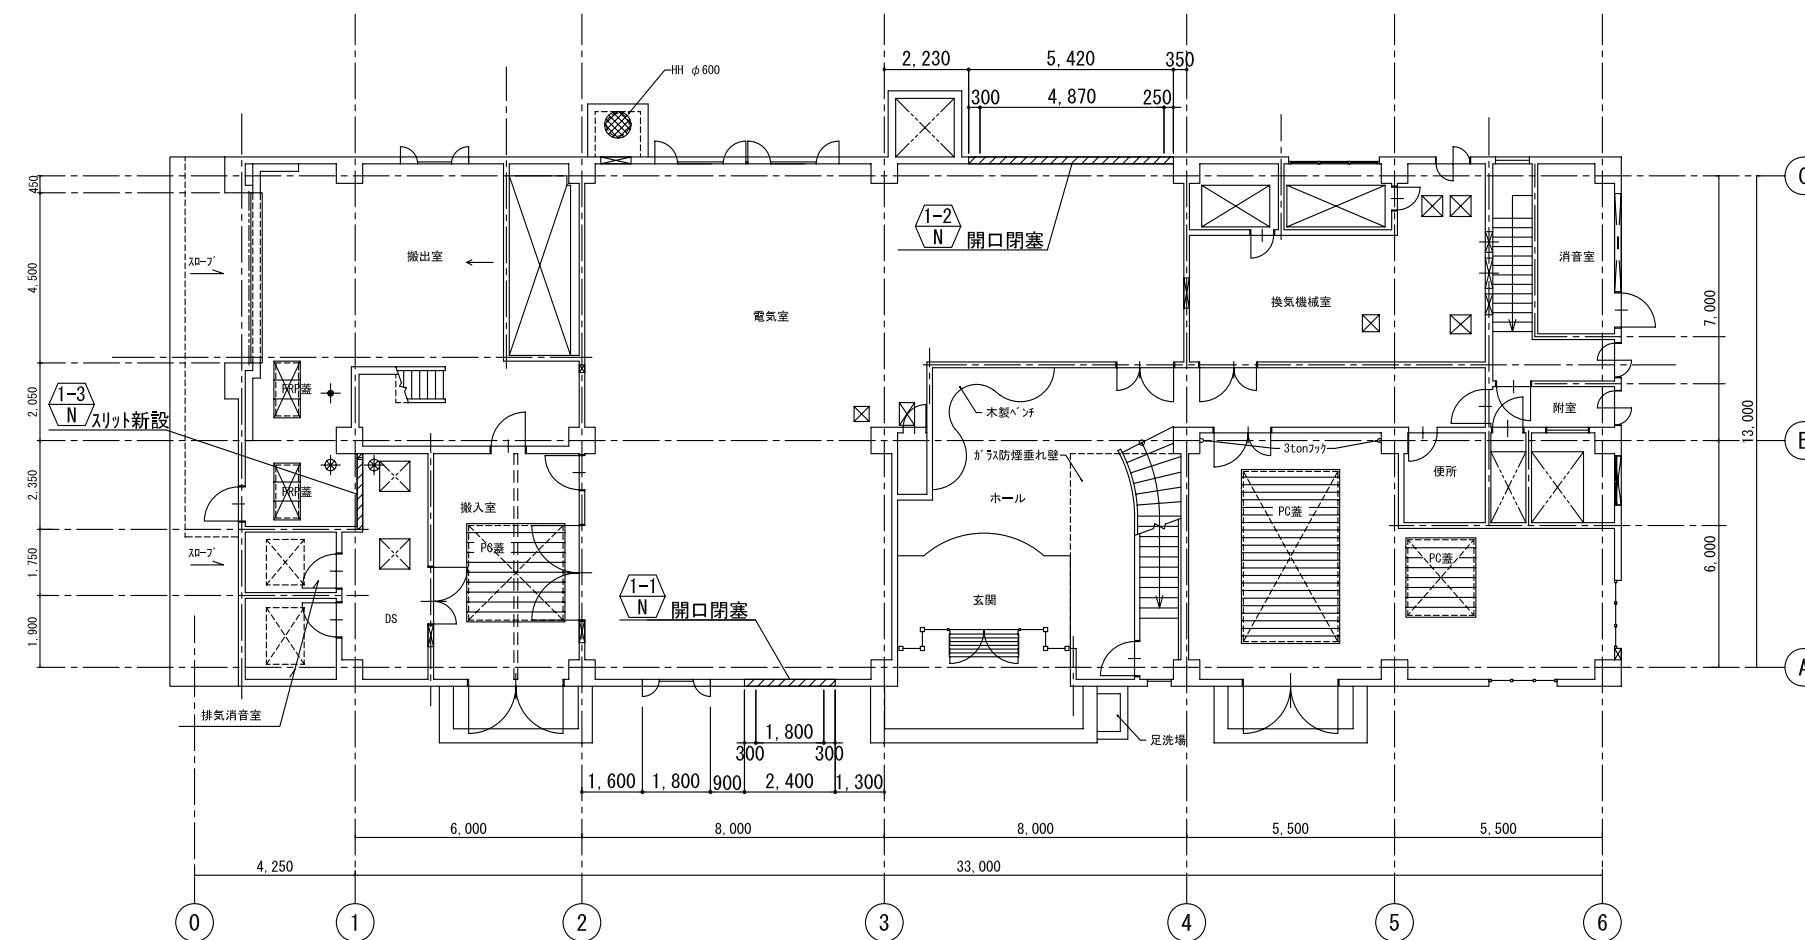 2,230
5,420
350
HH φ600
300
4,870
250
450
1-2
N
開口閉塞
搬出室
ｽﾛｰﾌﾟ
消音室
4,500
換気機械室
7,000
電気室
1-3
N
ｽﾘｯﾄ新設
FRP蓋
2,050
木製ﾍﾞﾝﾁ
附室
13,000
B
3tonﾌｯｸ
ｶﾞﾗｽ防煙垂れ壁
便所
2,350
FRP蓋
搬入室
ホール
PC蓋
ｽﾛｰﾌﾟ
PC蓋
PC蓋
1,750
6,000
1-1
N
開口閉塞
玄関
DS
1,900
A
排気消音室
1,800
300
300
足洗場
1,600
1,800
900
2,400
1,300
6,000
8,000
8,000
5,500
5,500
4,250
33,000
0
1
2
3
4
5
6